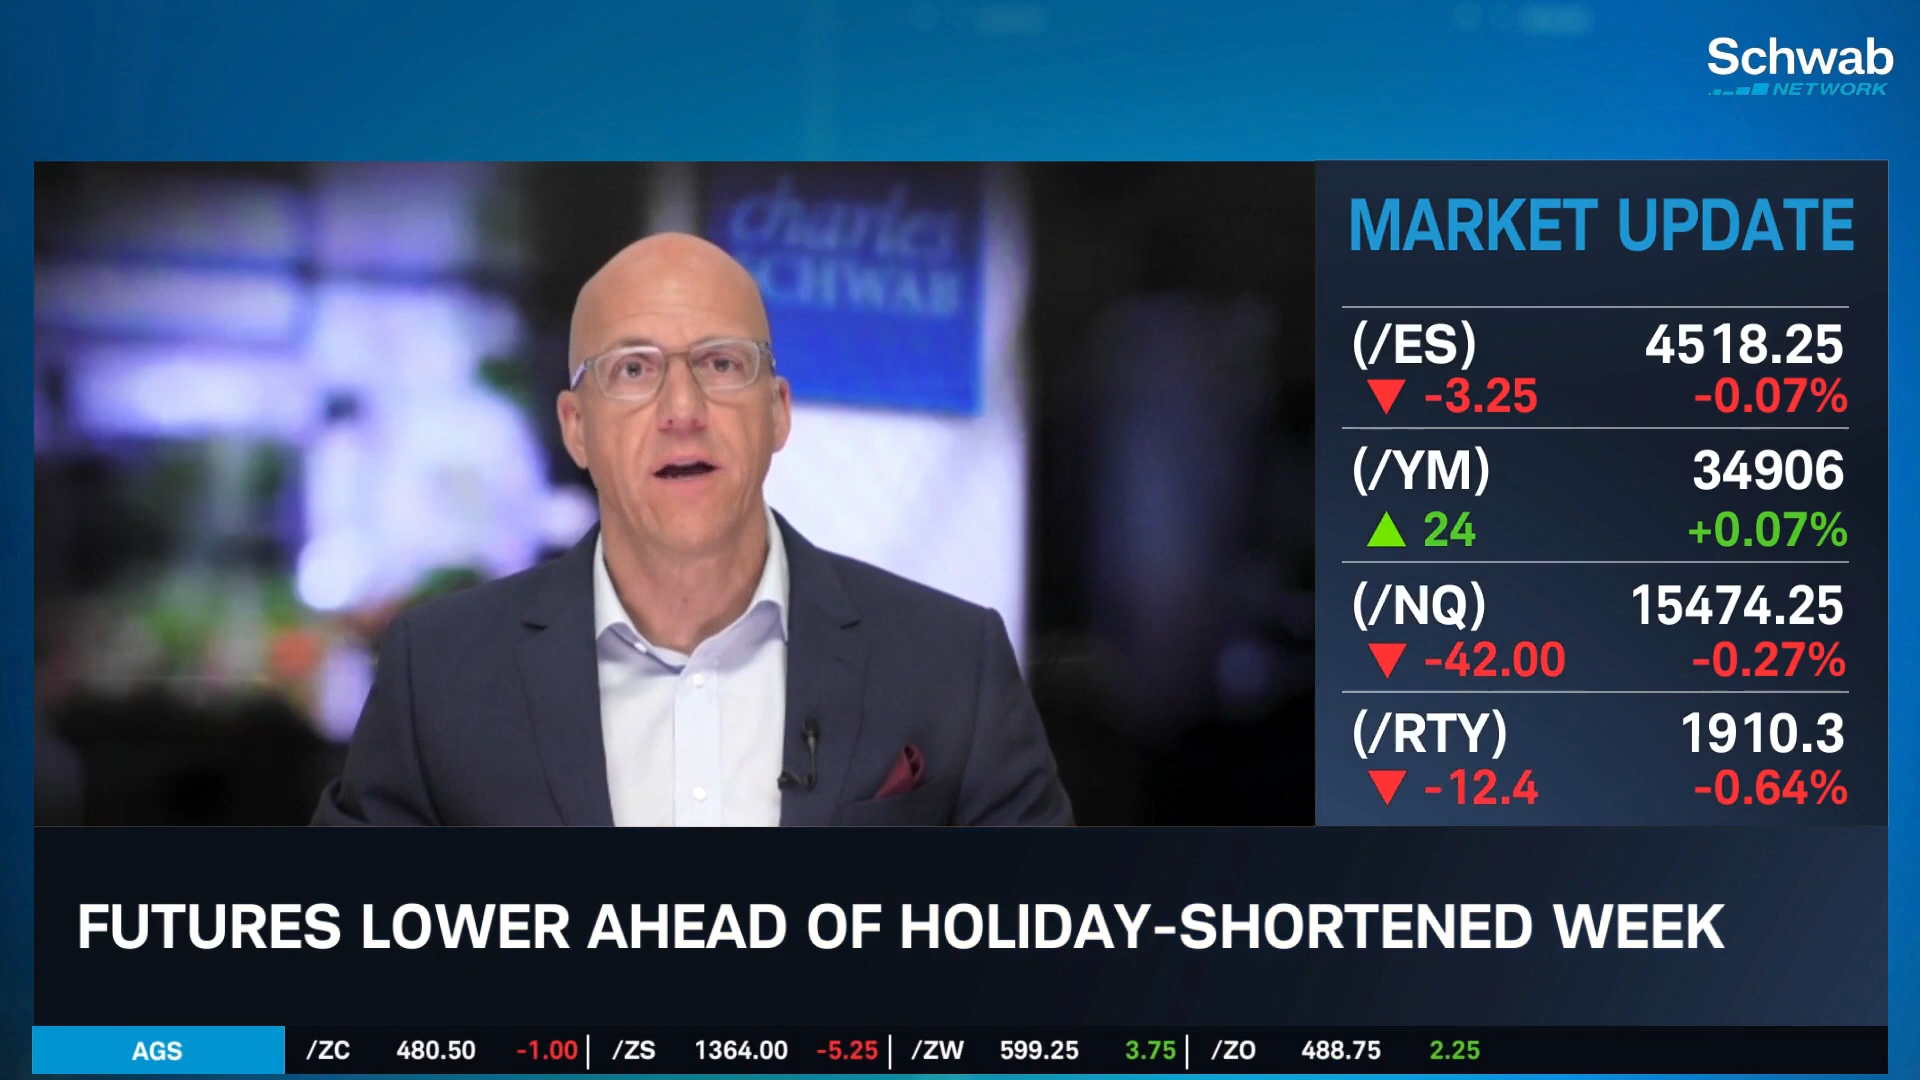 Schwab
NETWORK
charles
SCHWAB
MARKET UPDATE
(/ES) 4518.25
▼ -3.25 -0.07%
(/YM) 34906
▲ 24 +0.07%
(/NQ) 15474.25
▼ -42.00 -0.27%
(/RTY) 1910.3
▼ -12.4 -0.64%
FUTURES LOWER AHEAD OF HOLIDAY-SHORTENED WEEK
AGS /ZC 480.50 -1.00 | /ZS 1364.00 -5.25 | /ZW 599.25 3.75 | /ZO 488.75 2.25